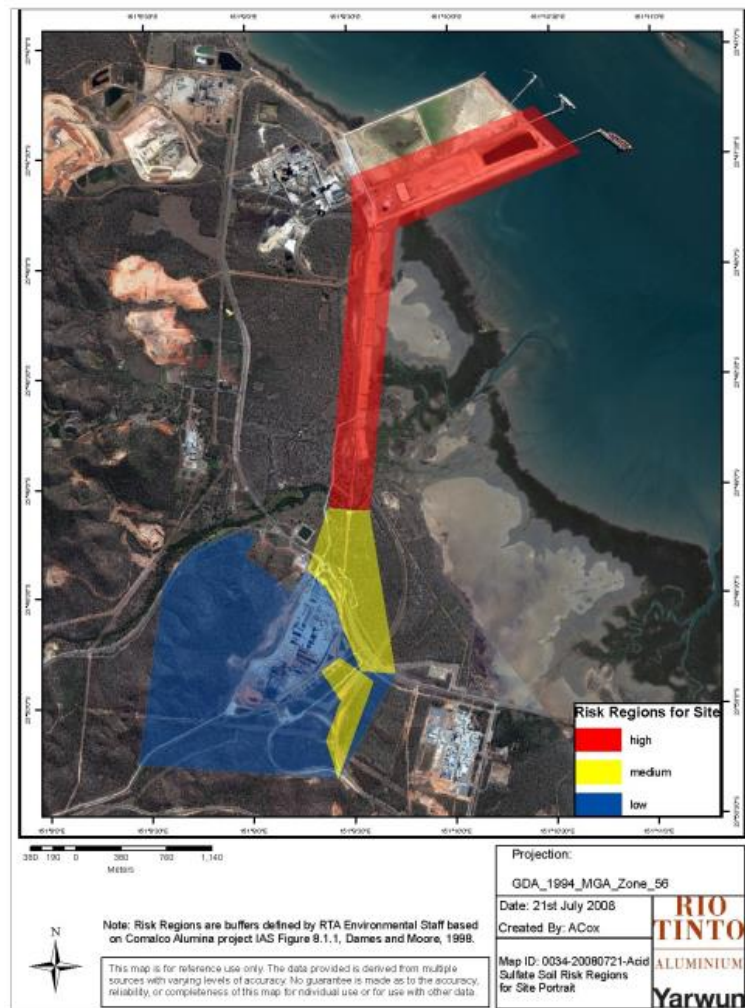 Risk Regions for Site
high
medium
low
380 190 0 380 760 1,140
Meters
N
Note: Risk Regions are buffers defined by RTA Environmental Staff based
on Comalco Alumina project IAS Figure 8.1.1, Dames and Moore, 1998.
This map is for reference use only. The data provided is derived from multiple
sources with varying levels of accuracy. No guarantee is made as to the accuracy,
reliability, or completeness of this map for individual use or for use with other data.
Projection:
GDA_1994_MGA_Zone_56
Date: 21st July 2008
Created By: ACox
Map ID: 0034-20080721-Acid
Sulfate Soil Risk Regions
for Site Portrait
RIO
TINTO
ALUMINIUM
Yarwun